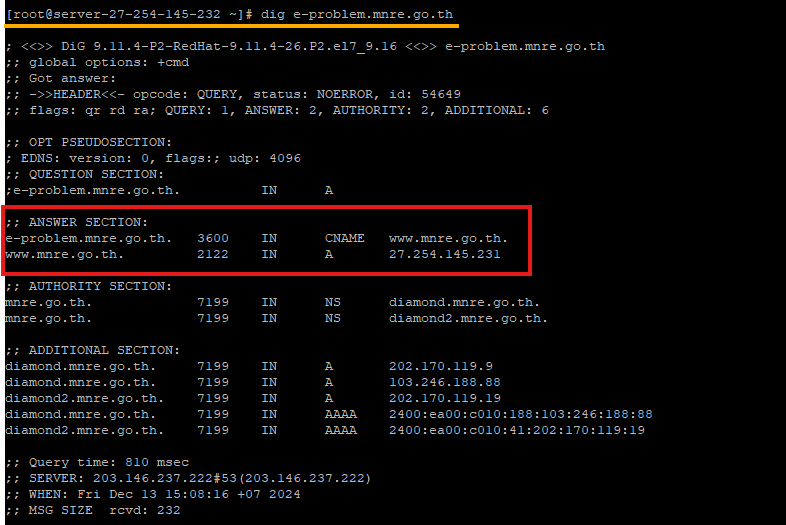 [root@server-27-254-145-232 ~]# dig e-problem.mnre.go.th
; <<>> DiG 9.11.4-P2-RedHat-9.11.4-26.P2.el7_9.16 <<>> e-problem.mnre.go.th
;; global options: +cmd
;; Got answer:
;; ->>HEADER<<- opcode: QUERY, status: NOERROR, id: 54649
;; flags: qr rd ra; QUERY: 1, ANSWER: 2, AUTHORITY: 2, ADDITIONAL: 6
;; OPT PSEUDOSECTION:
; EDNS: version: 0, flags:; udp: 4096
;; QUESTION SECTION:
;e-problem.mnre.go.th. IN A
;; ANSWER SECTION:
e-problem.mnre.go.th. 3600 IN CNAME www.mnre.go.th.
www.mnre.go.th. 2122 IN A 27.254.145.231
;; AUTHORITY SECTION:
mnre.go.th. 7199 IN NS diamond.mnre.go.th.
mnre.go.th. 7199 IN NS diamond2.mnre.go.th.
;; ADDITIONAL SECTION:
diamond.mnre.go.th. 7199 IN A 202.170.119.9
diamond.mnre.go.th. 7199 IN A 103.246.188.88
diamond2.mnre.go.th. 7199 IN A 202.170.119.19
diamond.mnre.go.th. 7199 IN AAAA 2400:ea00:c010:188:103:246:188:88
diamond2.mnre.go.th. 7199 IN AAAA 2400:ea00:c010:41:202:170:119:19
;; Query time: 810 msec
;; SERVER: 203.146.237.222#53(203.146.237.222)
;; WHEN: Fri Dec 13 15:08:16 +07 2024
;; MSG SIZE rcvd: 232